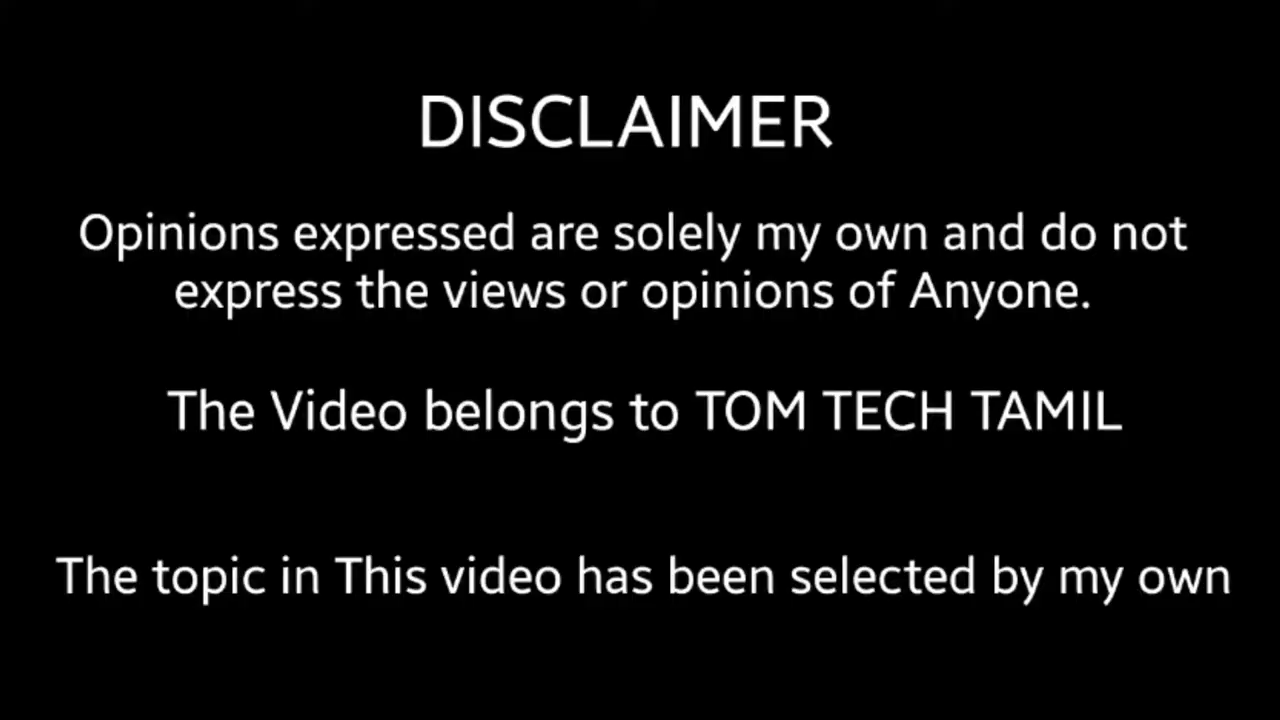 DISCLAIMER
Opinions expressed are solely my own and do not
express the views or opinions of Anyone.
The Video belongs to TOM TECH TAMIL
The topic in This video has been selected by my own